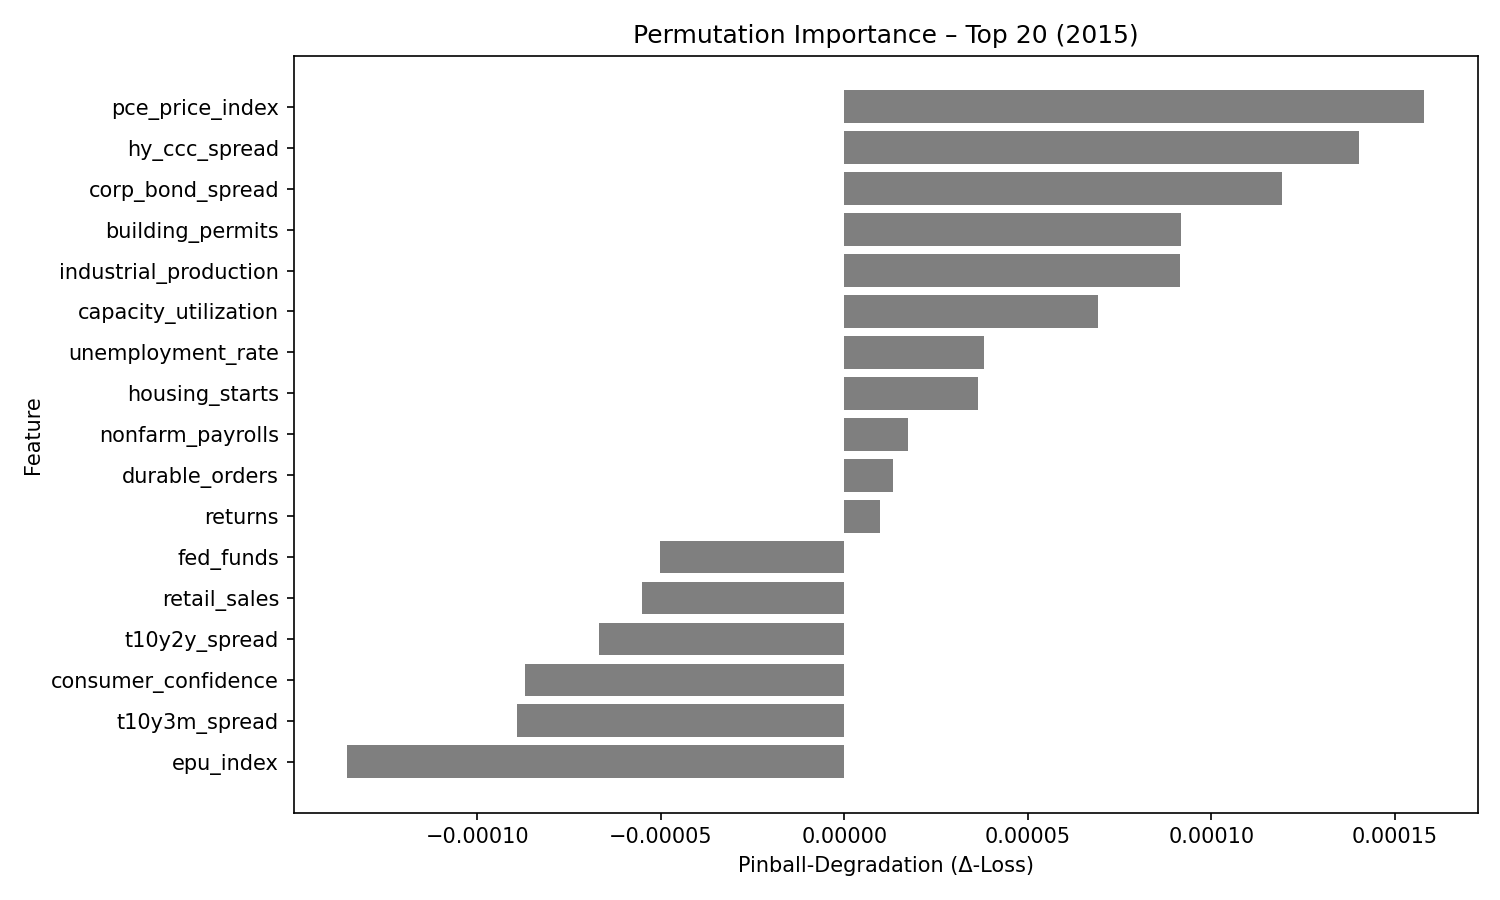 Permutation Importance – Top 20 (2015)
pce_price_index
hy_ccc_spread
corp_bond_spread
building_permits
industrial_production
capacity_utilization
unemployment_rate
housing_starts
nonfarm_payrolls
durable_orders
returns
fed_funds
retail_sales
t10y2y_spread
consumer_confidence
t10y3m_spread
epu_index
Feature
−0.00010
−0.00005
0.00000
0.00005
0.00010
0.00015
Pinball-Degradation (Δ-Loss)